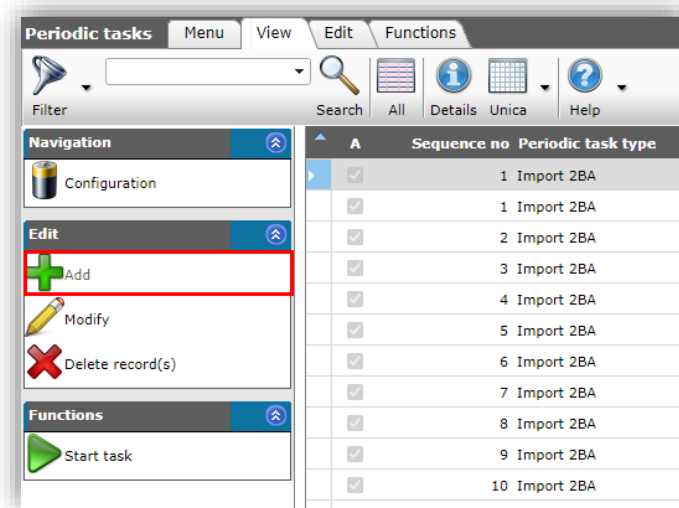 Periodic tasks Menu View Edit Functions
Filter Search All Details Unica Help
Navigation
Configuration
Edit
Add
Modify
Delete record(s)
Functions
Start task
A Sequence no Periodic task type
1 Import 2BA
1 Import 2BA
2 Import 2BA
3 Import 2BA
4 Import 2BA
5 Import 2BA
6 Import 2BA
7 Import 2BA
8 Import 2BA
9 Import 2BA
10 Import 2BA